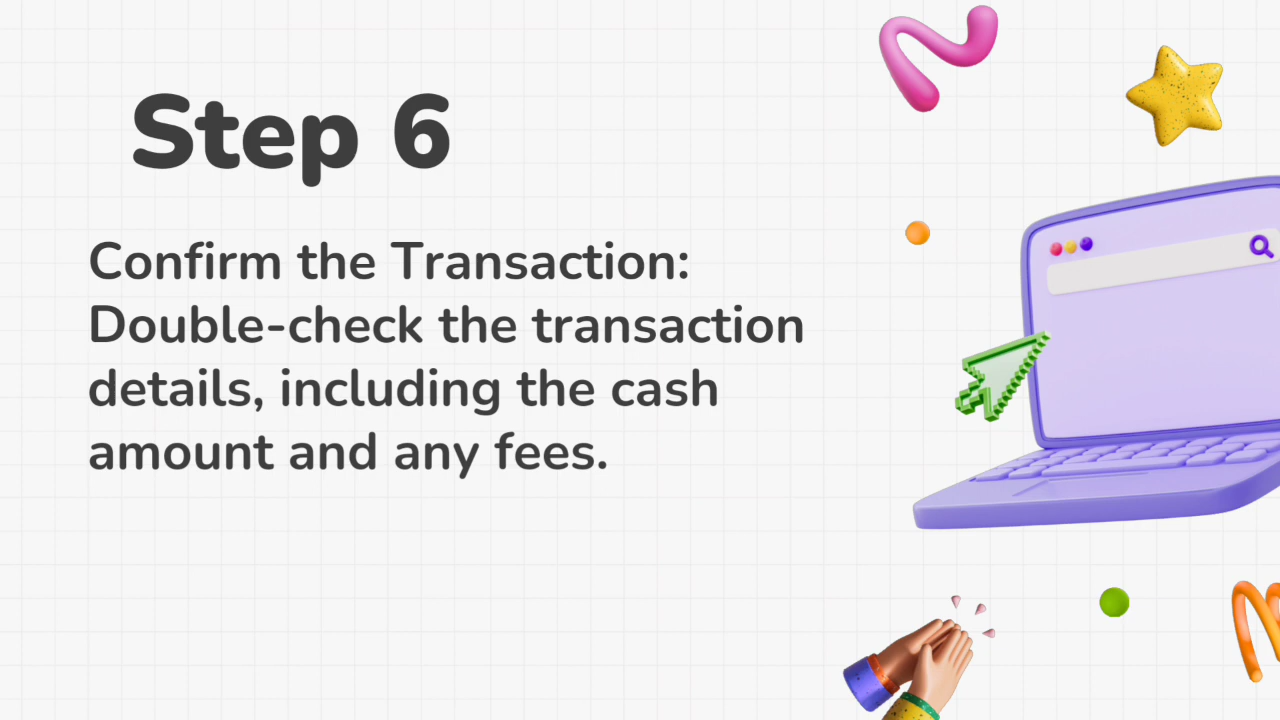 Step 6
Confirm the Transaction:
Double-check the transaction
details, including the cash
amount and any fees.